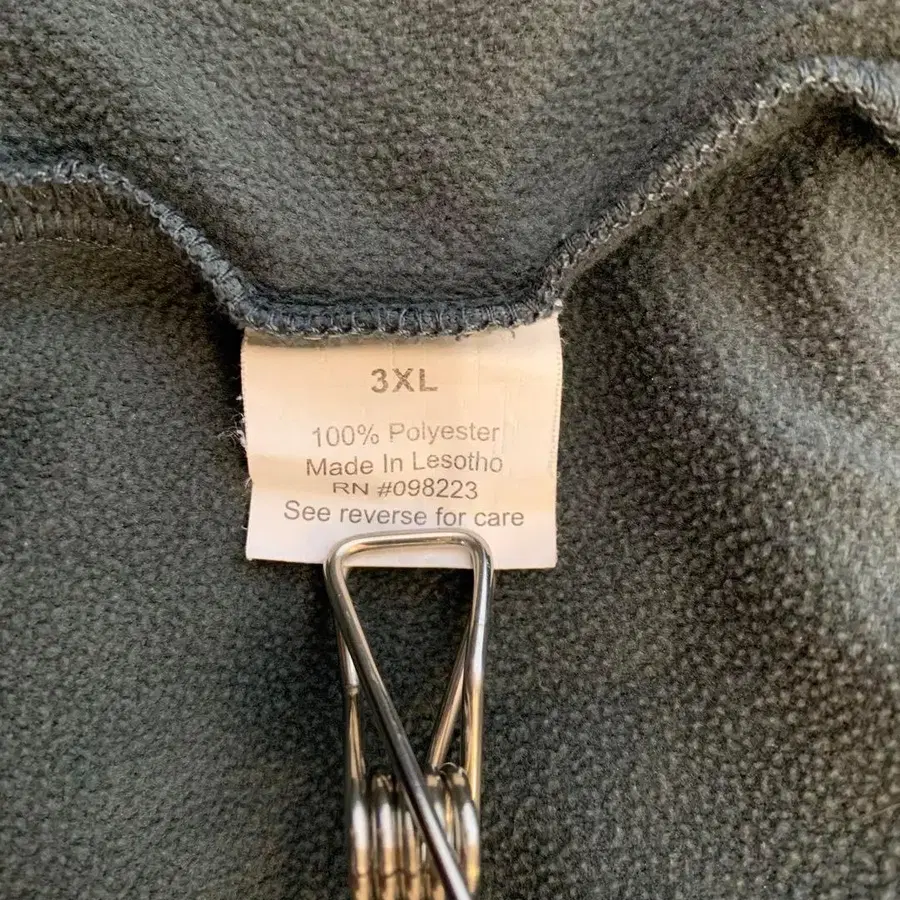 3XL
100% Polyester
Made In Lesotho
RN #098223
See reverse for care